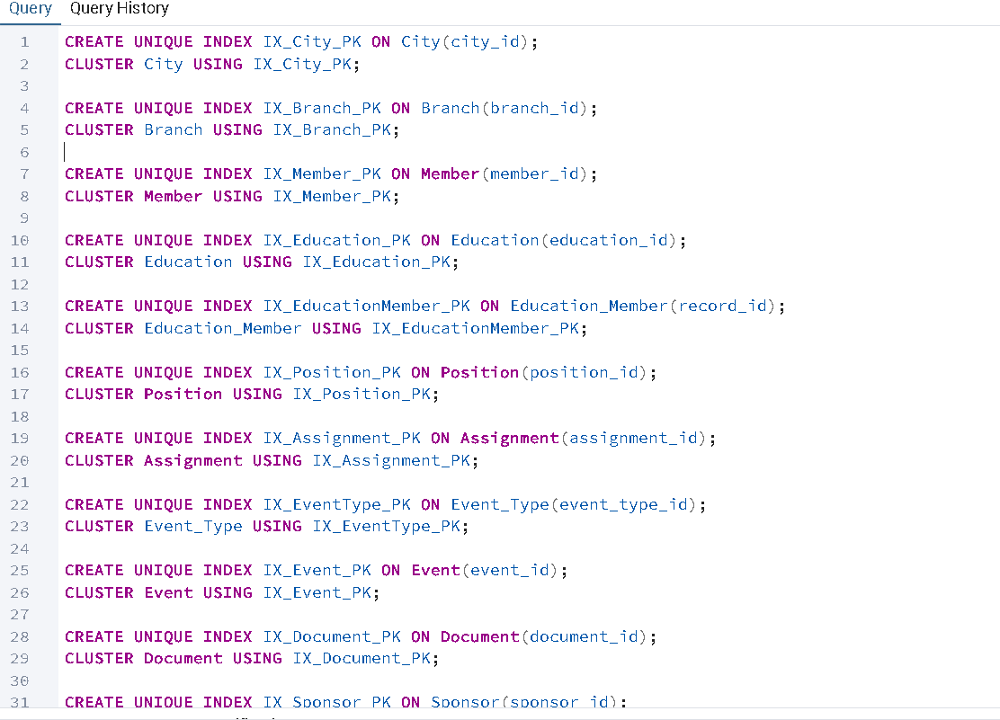 Query Query History
1 CREATE UNIQUE INDEX IX_City_PK ON City(city_id);
2 CLUSTER City USING IX_City_PK;
3
4 CREATE UNIQUE INDEX IX_Branch_PK ON Branch(branch_id);
5 CLUSTER Branch USING IX_Branch_PK;
6
7 CREATE UNIQUE INDEX IX_Member_PK ON Member(member_id);
8 CLUSTER Member USING IX_Member_PK;
9
10 CREATE UNIQUE INDEX IX_Education_PK ON Education(education_id);
11 CLUSTER Education USING IX_Education_PK;
12
13 CREATE UNIQUE INDEX IX_EducationMember_PK ON Education_Member(record_id);
14 CLUSTER Education_Member USING IX_EducationMember_PK;
15
16 CREATE UNIQUE INDEX IX_Position_PK ON Position(position_id);
17 CLUSTER Position USING IX_Position_PK;
18
19 CREATE UNIQUE INDEX IX_Assignment_PK ON Assignment(assignment_id);
20 CLUSTER Assignment USING IX_Assignment_PK;
21
22 CREATE UNIQUE INDEX IX_EventType_PK ON Event_Type(event_type_id);
23 CLUSTER Event_Type USING IX_EventType_PK;
24
25 CREATE UNIQUE INDEX IX_Event_PK ON Event(event_id);
26 CLUSTER Event USING IX_Event_PK;
27
28 CREATE UNIQUE INDEX IX_Document_PK ON Document(document_id);
29 CLUSTER Document USING IX_Document_PK;
30
31 CREATE UNIQUE INDEX IX_Sponsor_PK ON Sponsor(sponsor_id);